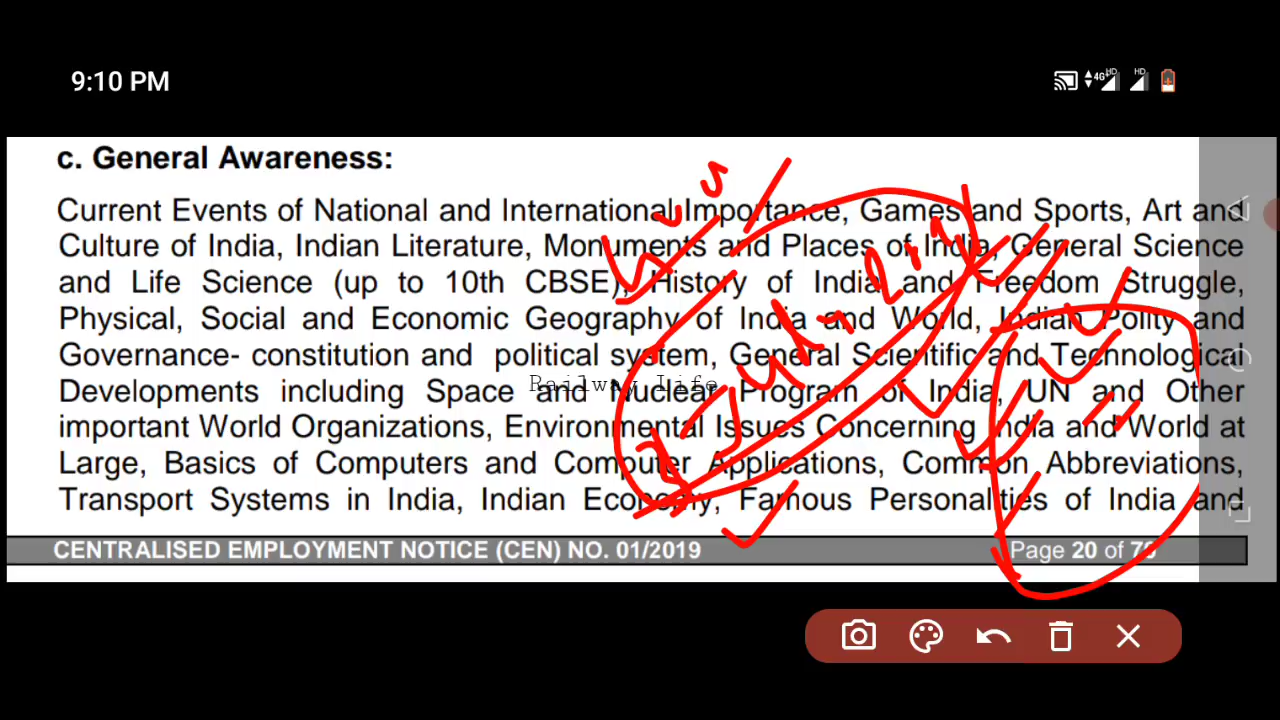 9:10 PM
4G+ HD HD
c. General Awareness:
Current Events of National and International Importance, Games and Sports, Art and
Culture of India, Indian Literature, Monuments and Places of India, General Science
and Life Science (up to 10th CBSE), History of India and Freedom Struggle,
Physical, Social and Economic Geography of India and World, Indian Polity and
Governance- constitution and political system, General Scientific and Technological
Developments including Space and Nuclear Program of India, UN and Other
important World Organizations, Environmental Issues Concerning India and World at
Large, Basics of Computers and Computer Applications, Common Abbreviations,
Transport Systems in India, Indian Economy, Famous Personalities of India and
Railway Life
CENTRALISED EMPLOYMENT NOTICE (CEN) NO. 01/2019 Page 20 of